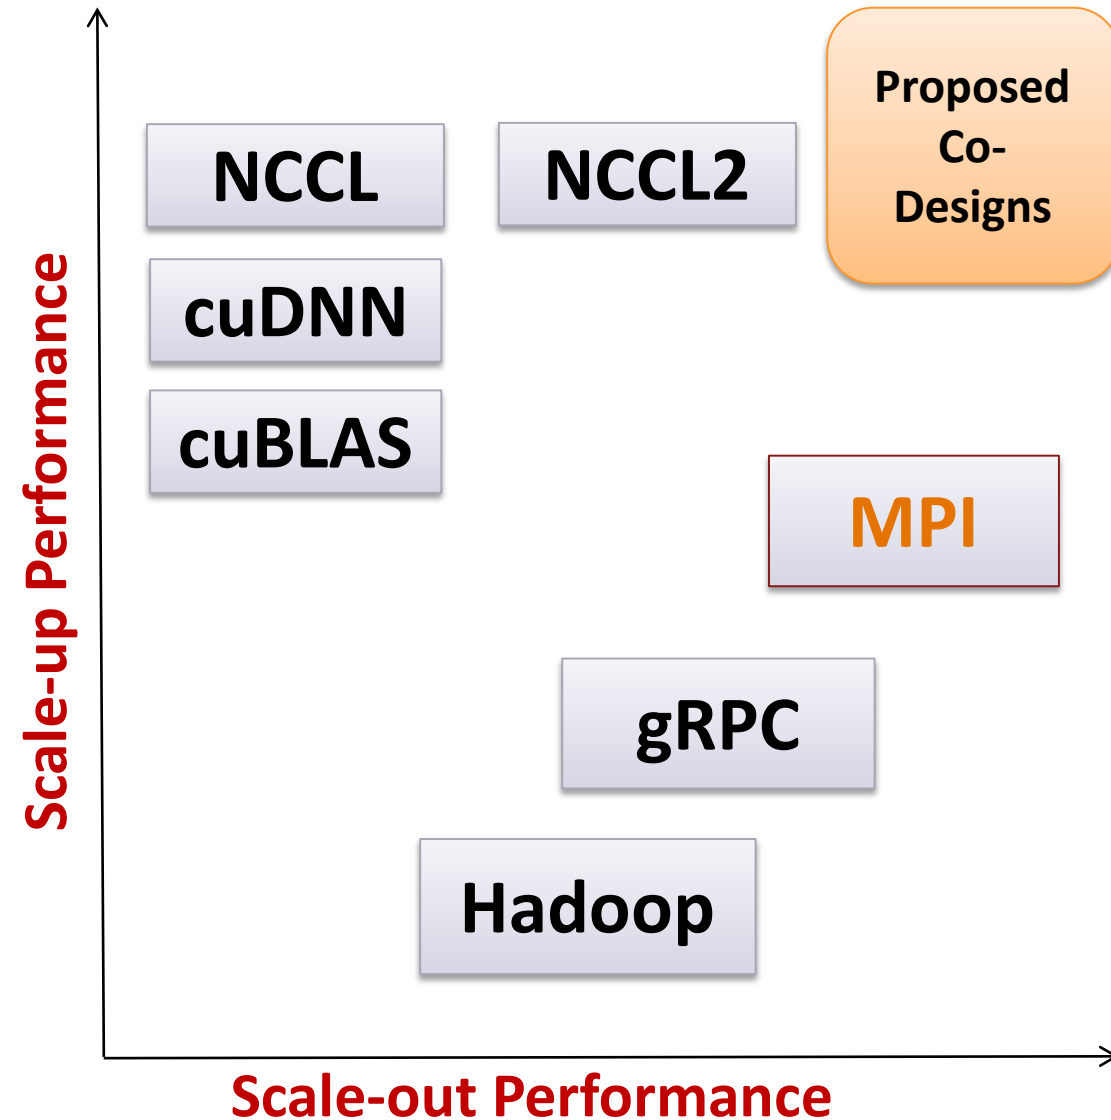 Proposed
Co-
Designs
NCCL
NCCL2
cuDNN
cuBLAS
MPI
gRPC
Hadoop
Scale-up Performance
Scale-out Performance